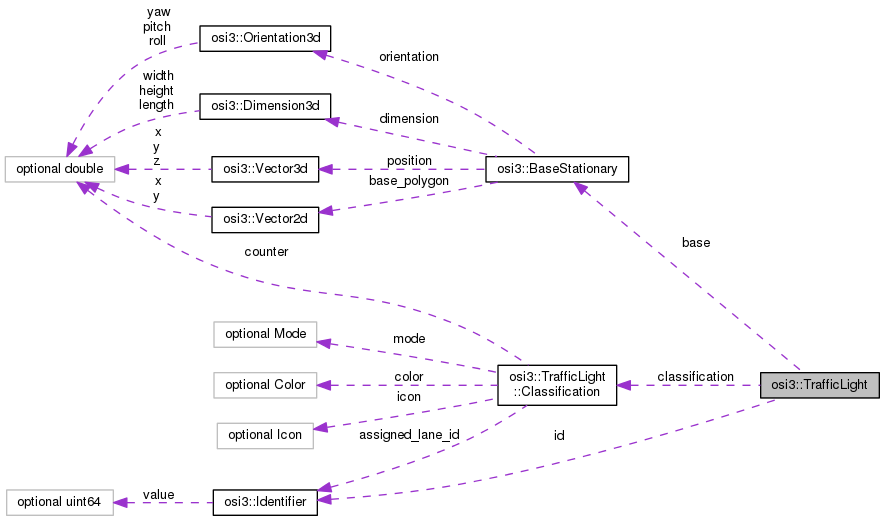 yaw
pitch
roll
osi3::Orientation3d
orientation
width
height
length
osi3::Dimension3d
dimension
x
y
z
optional double
osi3::Vector3d
position
osi3::BaseStationary
x
y
osi3::Vector2d
base_polygon
counter
base
optional Mode
mode
optional Color
color
osi3::TrafficLight
::Classification
classification
osi3::TrafficLight
icon
optional Icon
assigned_lane_id
id
optional uint64
value
osi3::Identifier